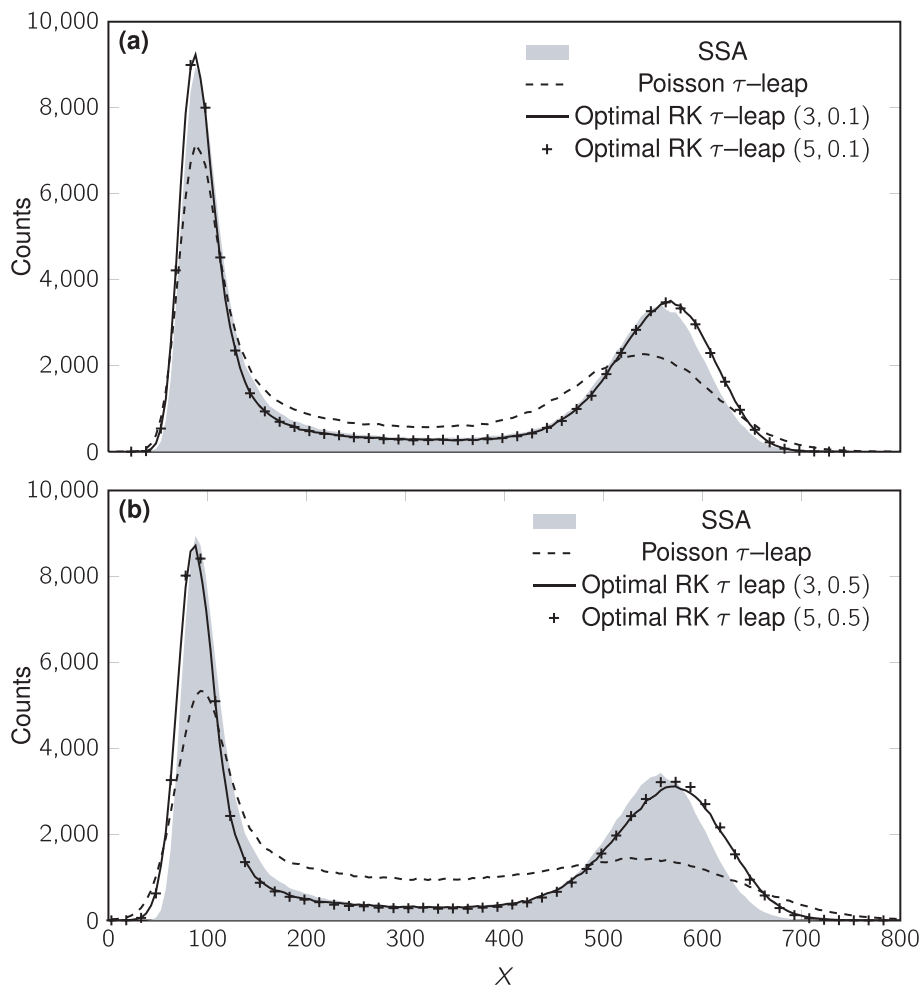 10,000
(a)
SSA
Poisson τ–leap
8,000
Optimal RK τ–leap (3, 0.1)
Optimal RK τ–leap (5, 0.1)
6,000
Counts
4,000
2,000
0
10,000
(b)
SSA
Poisson τ–leap
8,000
Optimal RK τ leap (3, 0.5)
Optimal RK τ leap (5, 0.5)
6,000
Counts
4,000
2,000
0
0 100 200 300 400 500 600 700 800
X